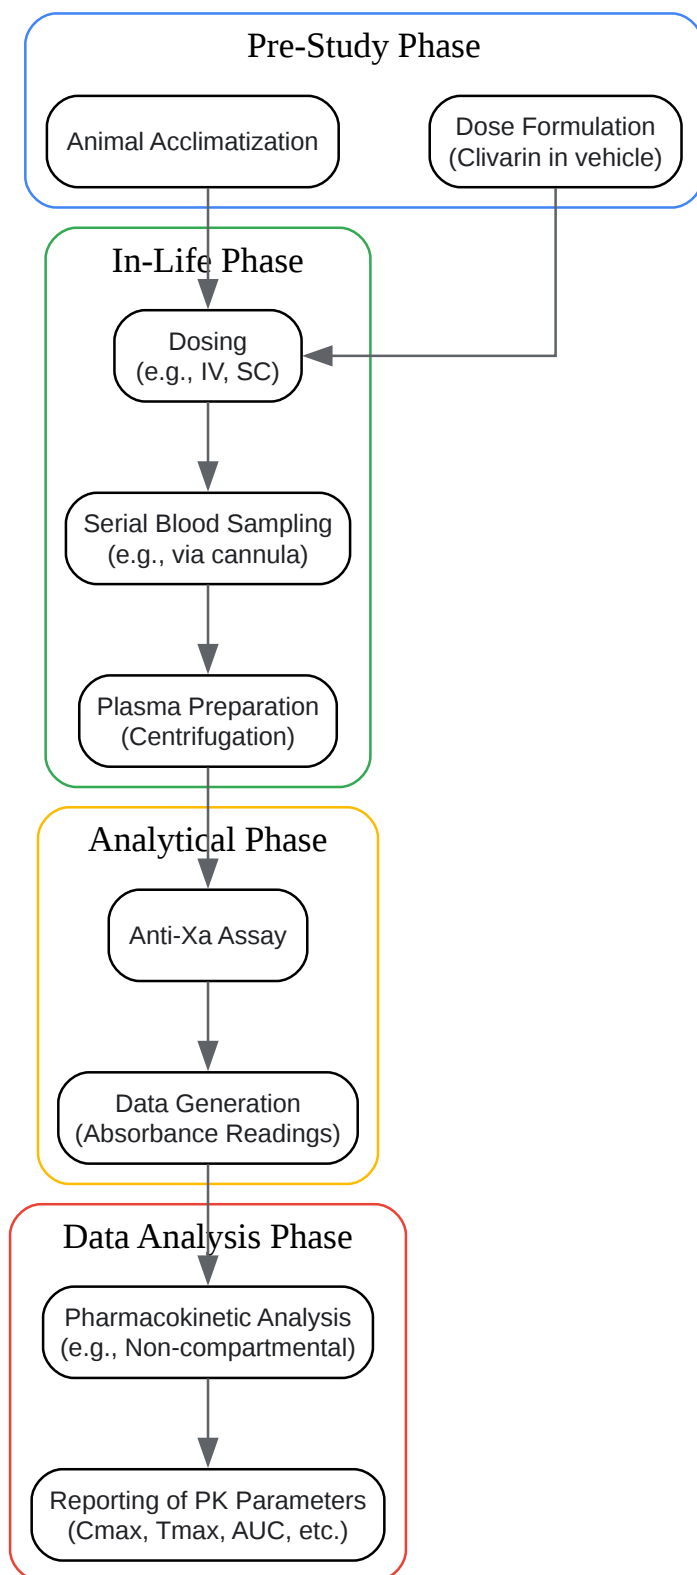 Pre-Study Phase
Animal Acclimatization
Dose Formulation
(Clivarin in vehicle)
In-Life Phase
Dosing
(e.g., IV, SC)
Serial Blood Sampling
(e.g., via cannula)
Plasma Preparation
(Centrifugation)
Analytical Phase
Anti-Xa Assay
Data Generation
(Absorbance Readings)
Data Analysis Phase
Pharmacokinetic Analysis
(e.g., Non-compartmental)
Reporting of PK Parameters
(Cmax, Tmax, AUC, etc.)